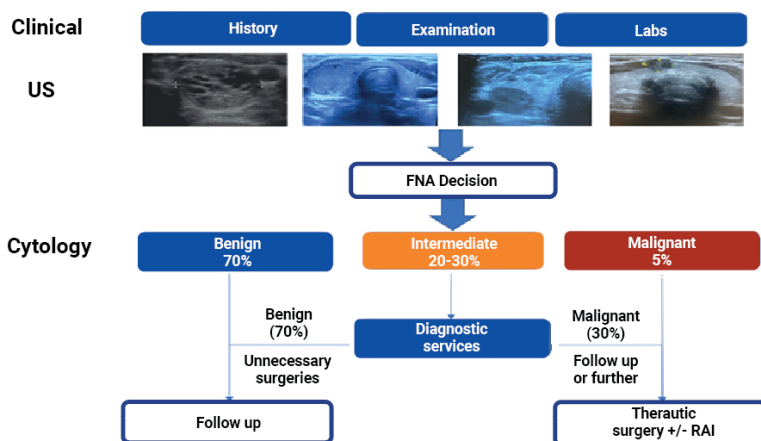 Clinical
History
Examination
Labs
US
FNA Decision
Cytology
Benign
70%
Intermediate
20-30%
Malignant
5%
Benign
(70%)
Unnecessary
surgeries
Diagnostic
services
Malignant
(30%)
Follow up
or further
Follow up
Therautic
surgery +/- RAI